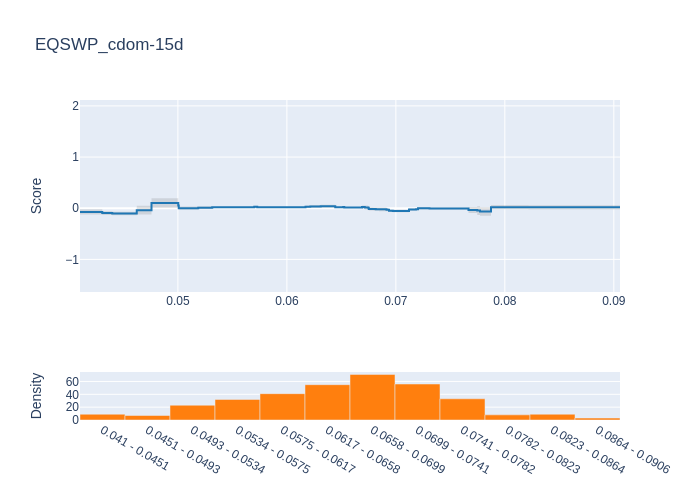 EQSWP_cdom-15d
Score
2
1
0
−1
0.05
0.06
0.07
0.08
0.09
Density
60
40
20
0
0.041 - 0.0451
0.0451 - 0.0493
0.0493 - 0.0534
0.0534 - 0.0575
0.0575 - 0.0617
0.0617 - 0.0658
0.0658 - 0.0699
0.0699 - 0.0741
0.0741 - 0.0782
0.0782 - 0.0823
0.0823 - 0.0864
0.0864 - 0.0906